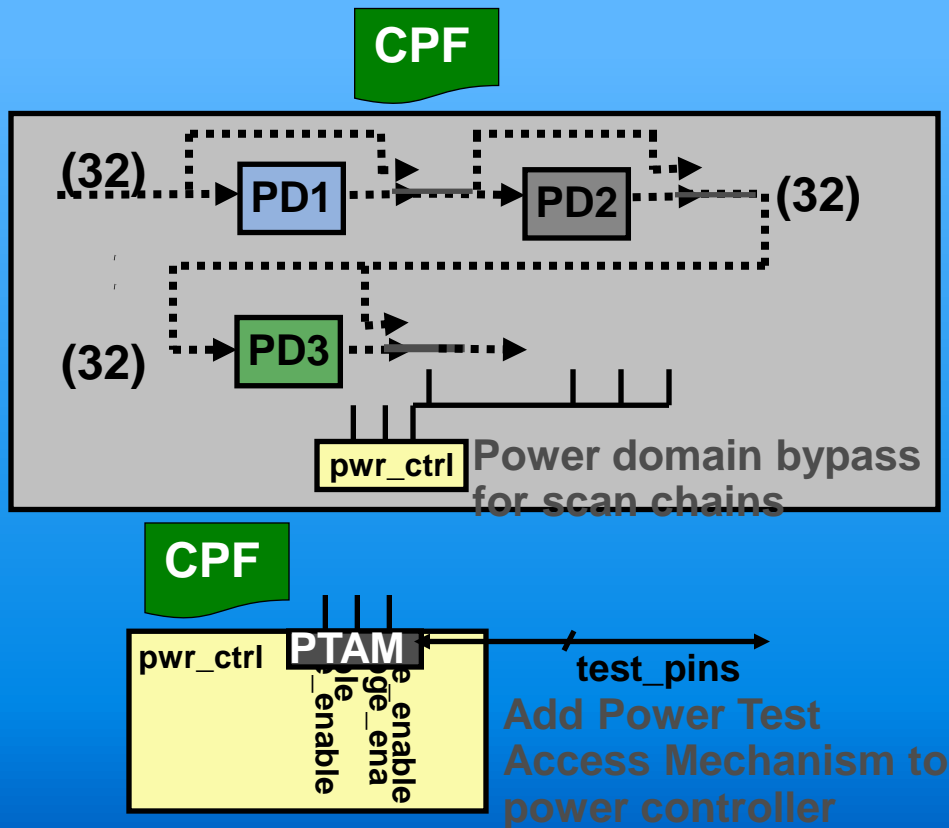 CPF
(32)
PD1
PD2
(32)
(32)
PD3
pwr_ctrl
Power domain bypass
for scan chains
CPF
pwr_ctrl
PTAM
test_pins
Add Power Test
Access Mechanism to
power controller